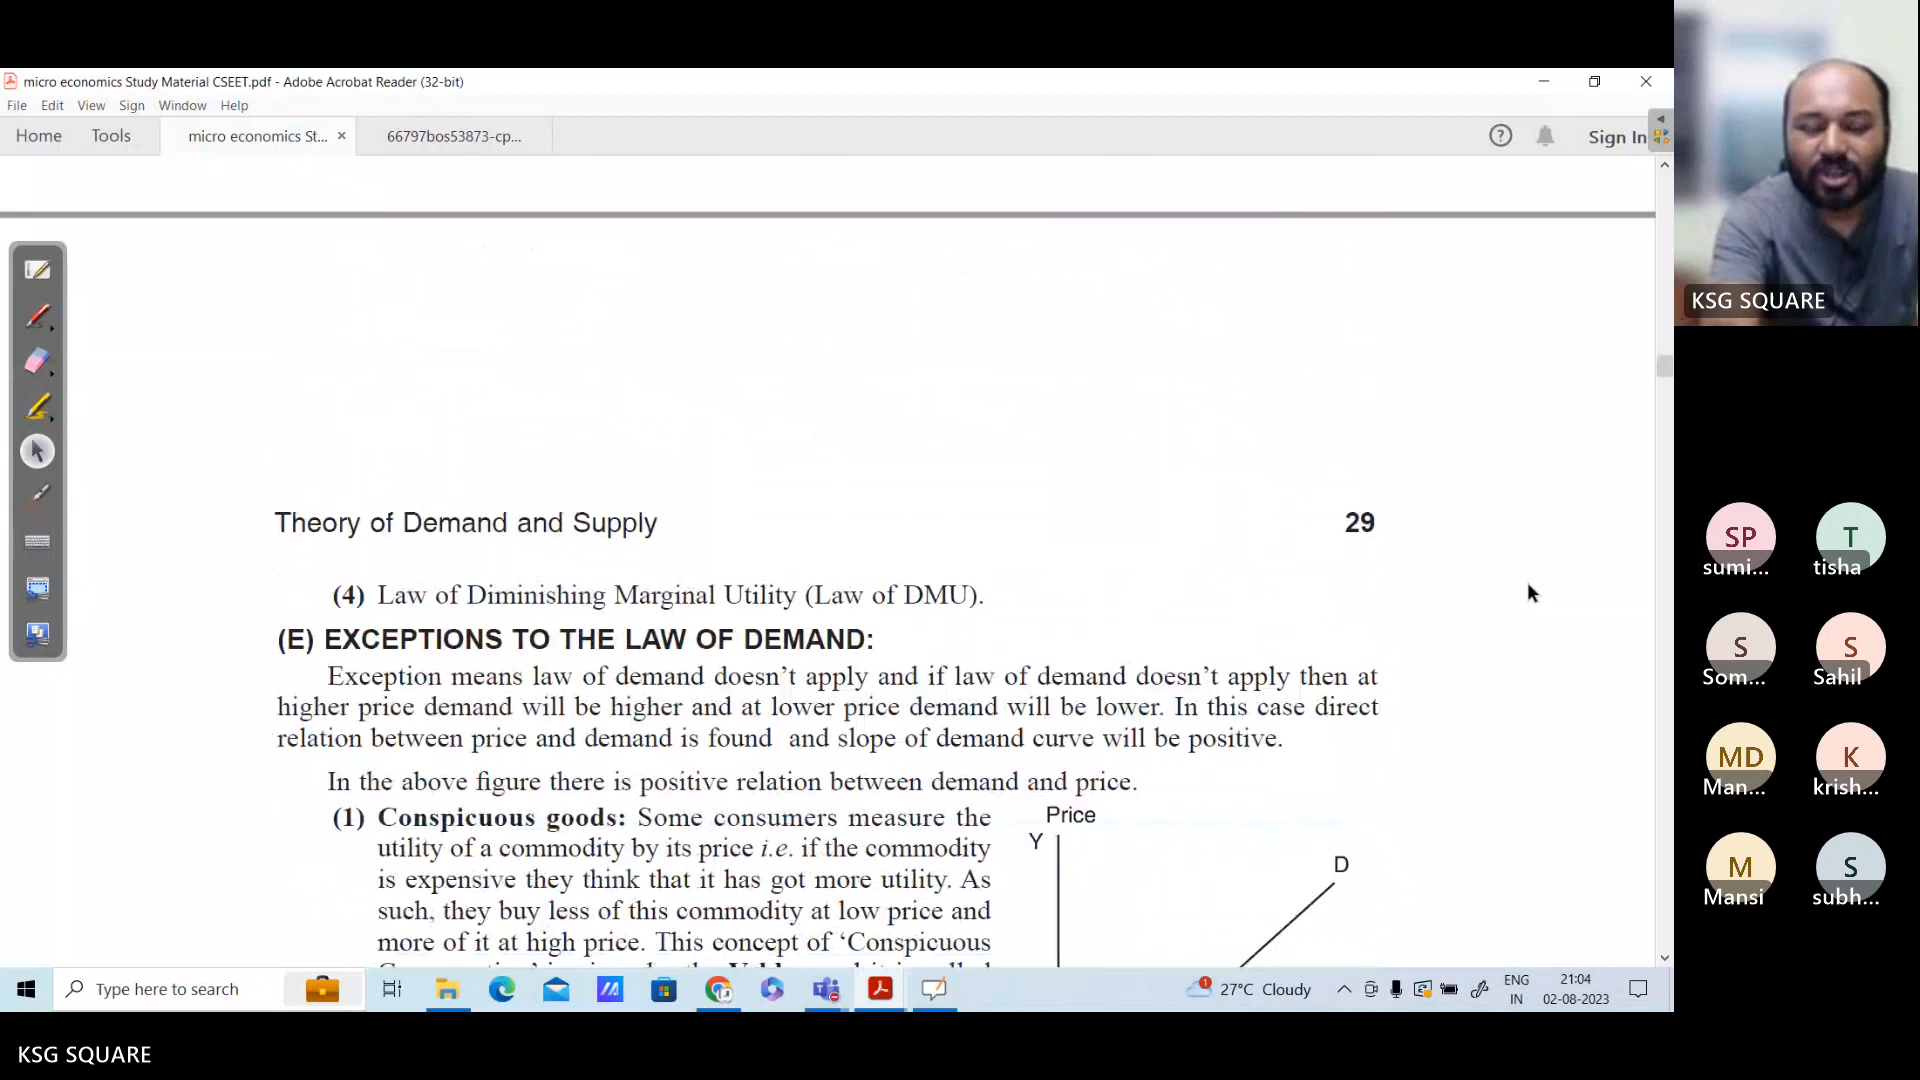 micro economics Study Material CSEET.pdf - Adobe Acrobat Reader (32-bit)
File Edit View Sign Window Help
Home Tools micro economics St... × 66797bos53873-cp... Sign In
KSG SQUARE
Theory of Demand and Supply 29
(4) Law of Diminishing Marginal Utility (Law of DMU).
(E) EXCEPTIONS TO THE LAW OF DEMAND:
Exception means law of demand doesn't apply and if law of demand doesn't apply then at
higher price demand will be higher and at lower price demand will be lower. In this case direct
relation between price and demand is found and slope of demand curve will be positive.
In the above figure there is positive relation between demand and price.
(1) Conspicuous goods: Some consumers measure the
utility of a commodity by its price i.e. if the commodity
is expensive they think that it has got more utility. As
such, they buy less of this commodity at low price and
more of it at high price. This concept of 'Conspicuous
Price
Y
D
SP
sumi...
T
tisha
S
Som...
S
Sahil
MD
Man...
K
krish...
M
Mansi
S
subh...
Type here to search
1
27°C Cloudy
ENG
IN
21:04
02-08-2023
KSG SQUARE